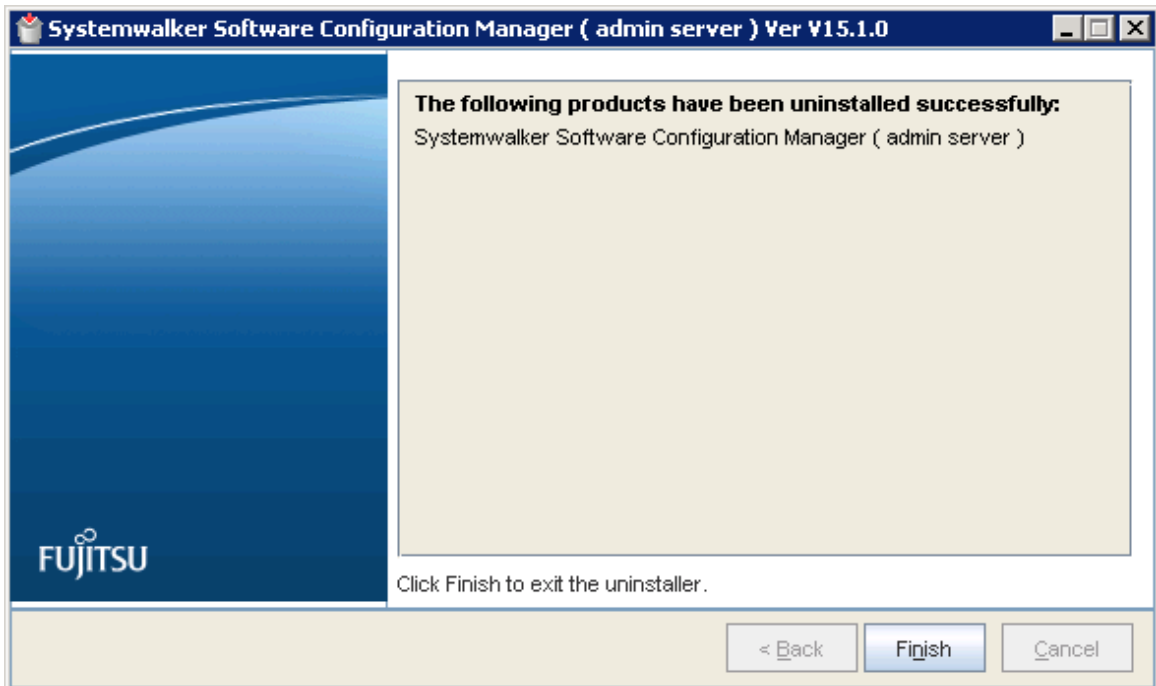 Systemwalker Software Configuration Manager ( admin server ) Ver V15.1.0
The following products have been uninstalled successfully:
Systemwalker Software Configuration Manager ( admin server )
FUJITSU
Click Finish to exit the uninstaller.
< Back
Finish
Cancel